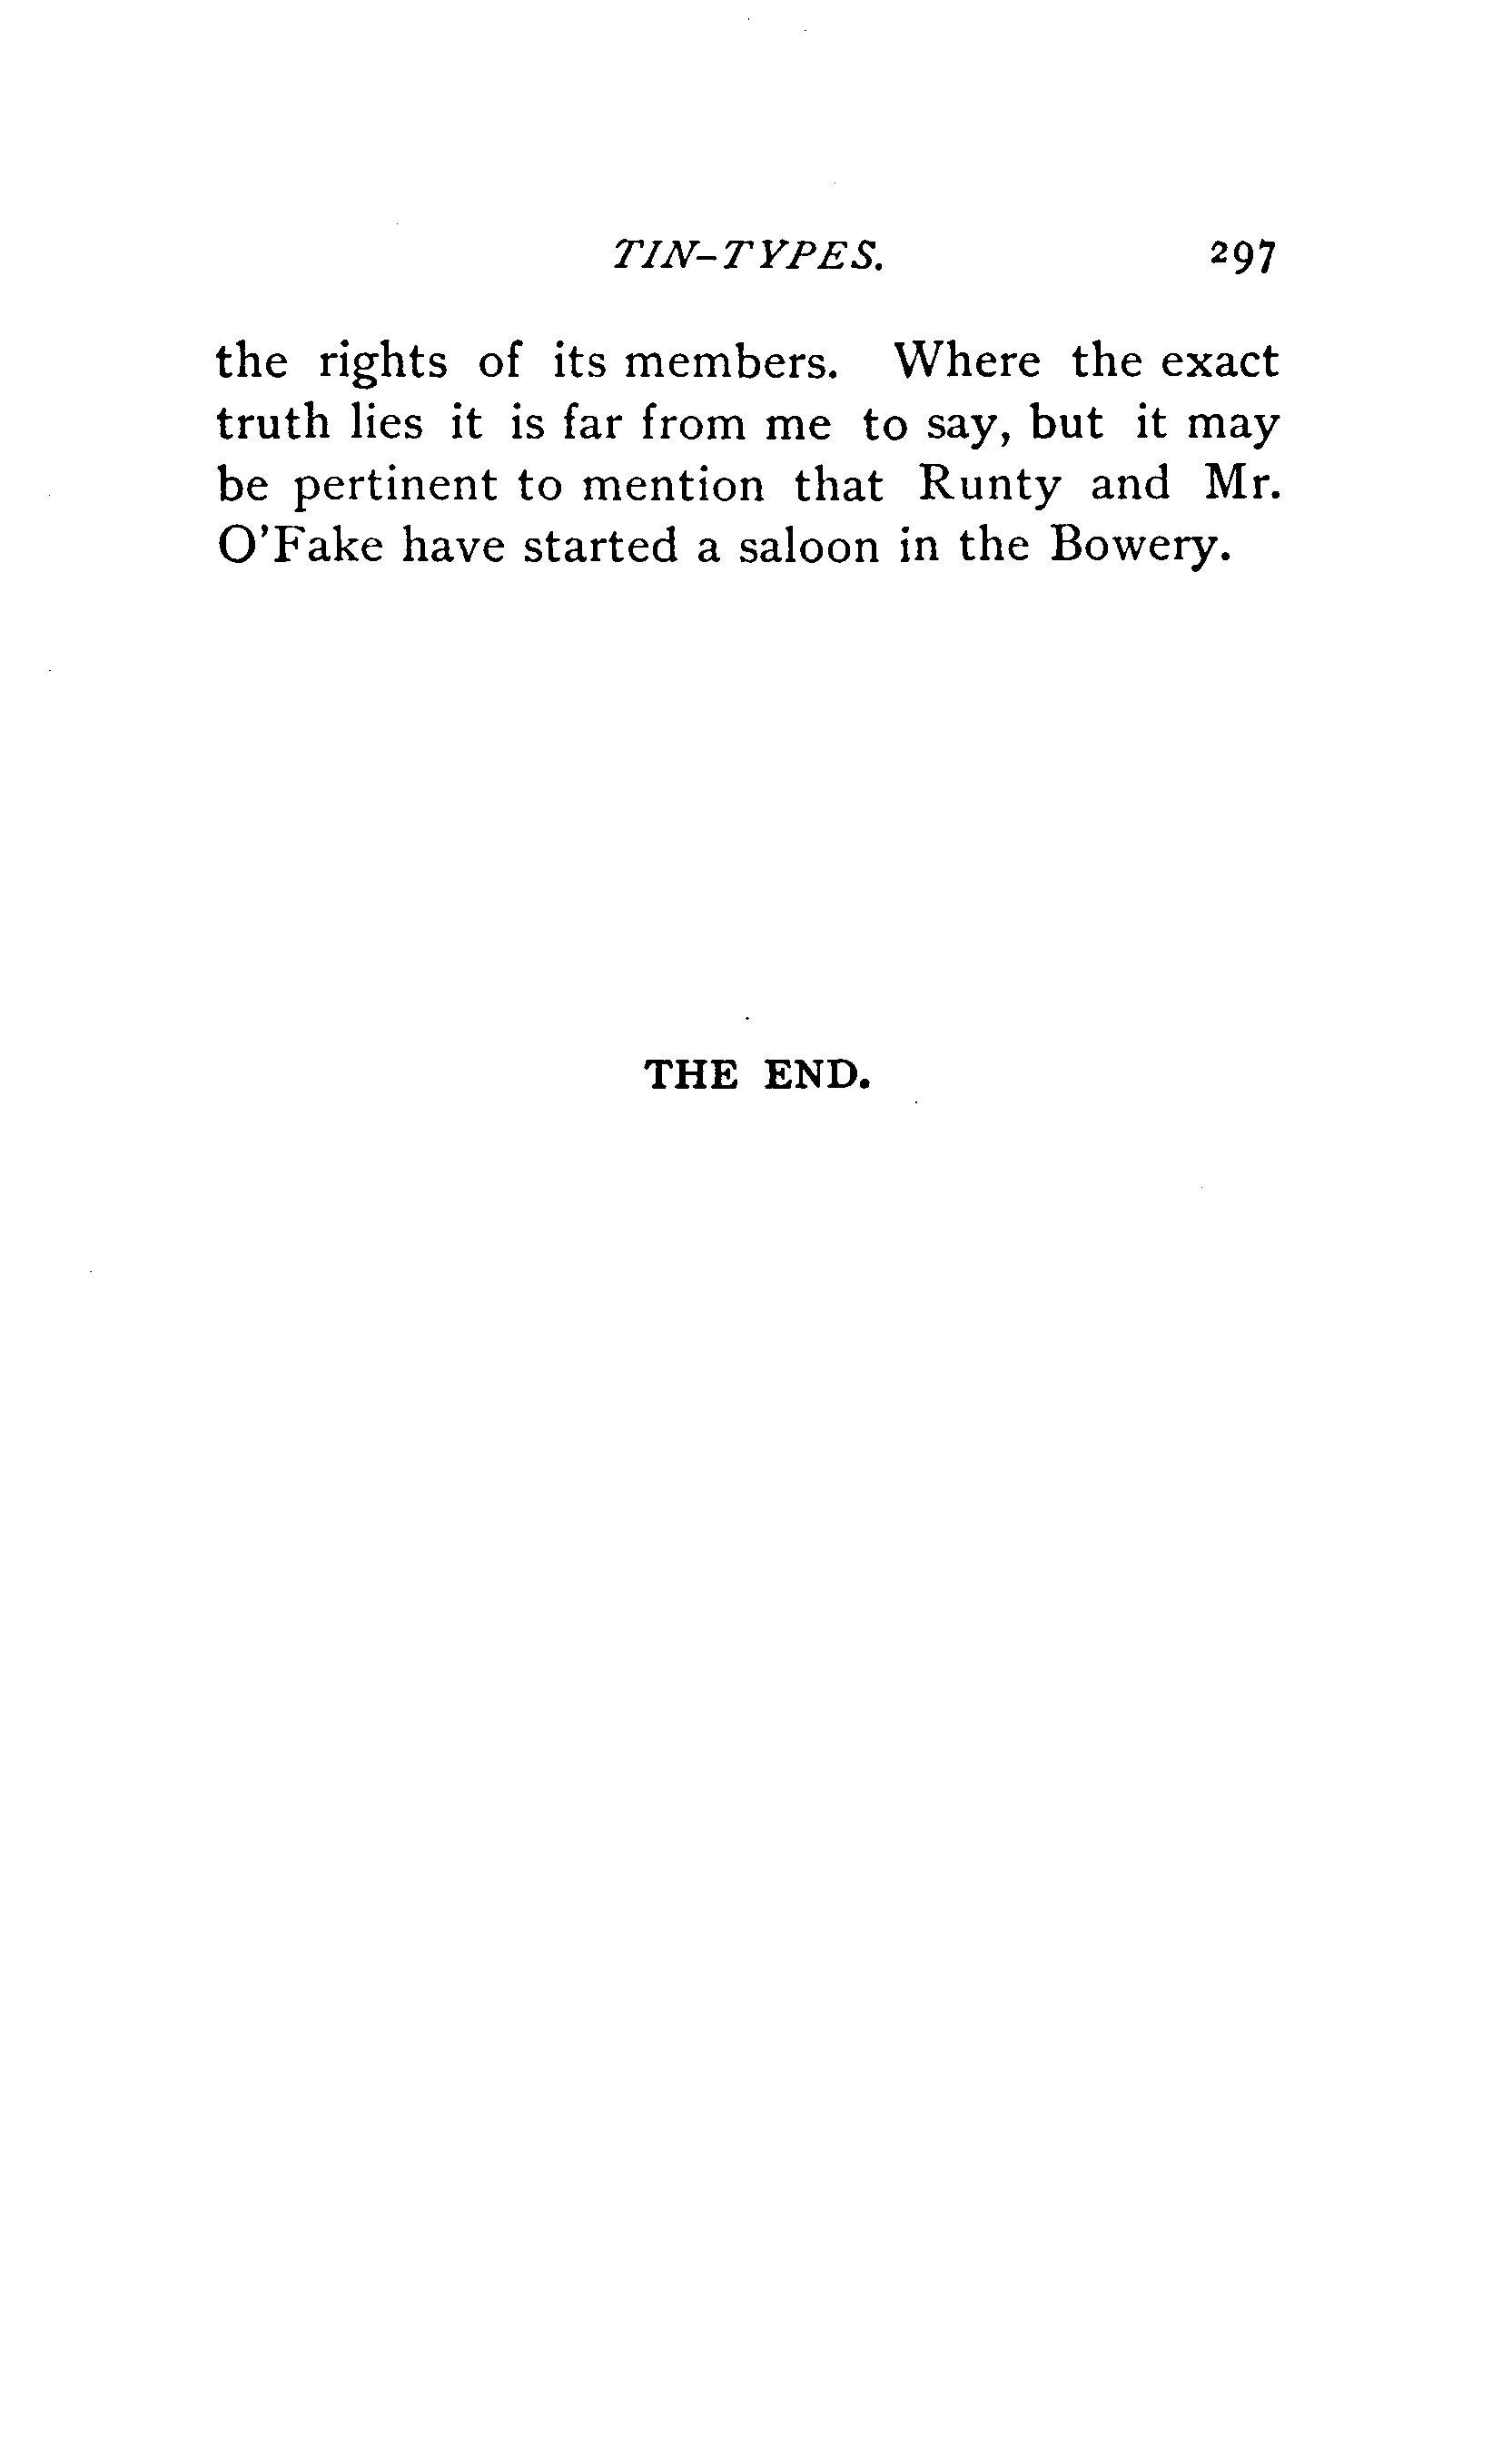 TIN-TYPES. 297
the rights of its members. Where the exact
truth lies it is far from me to say, but it may
be pertinent to mention that Runty and Mr.
O'Fake have started a saloon in the Bowery.
THE END.